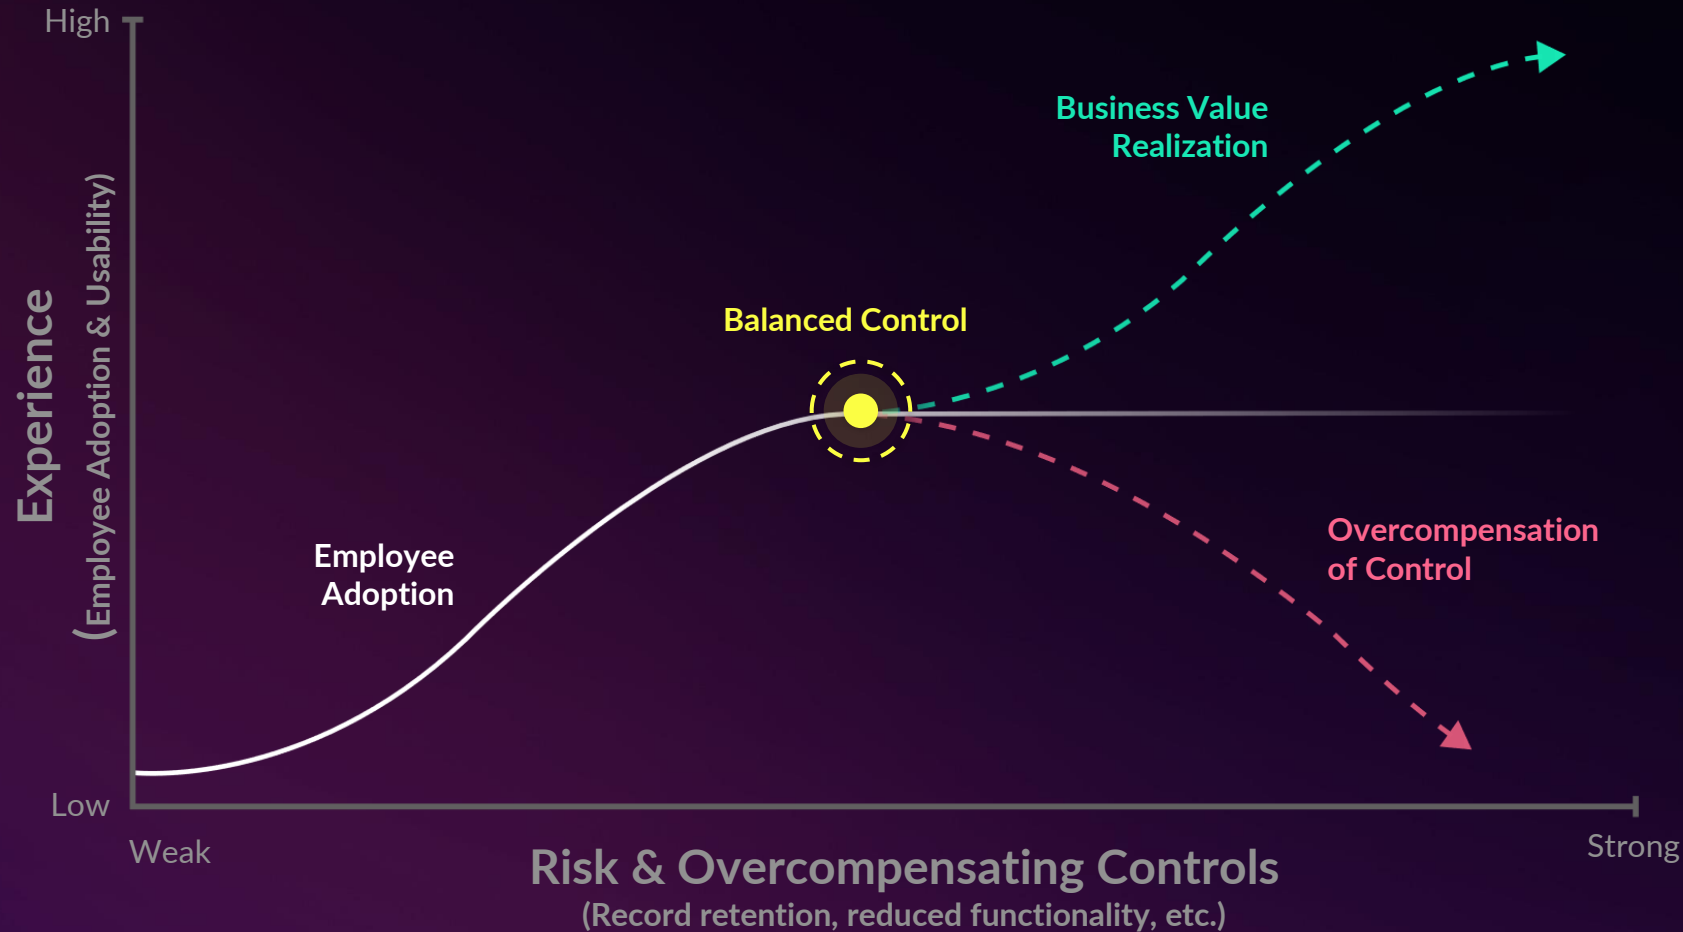 High
Business Value
Realization
Balanced Control
Experience
(Employee Adoption & Usability)
Employee
Adoption
Overcompensation
of Control
Low
Weak
Strong
Risk & Overcompensating Controls
(Record retention, reduced functionality, etc.)